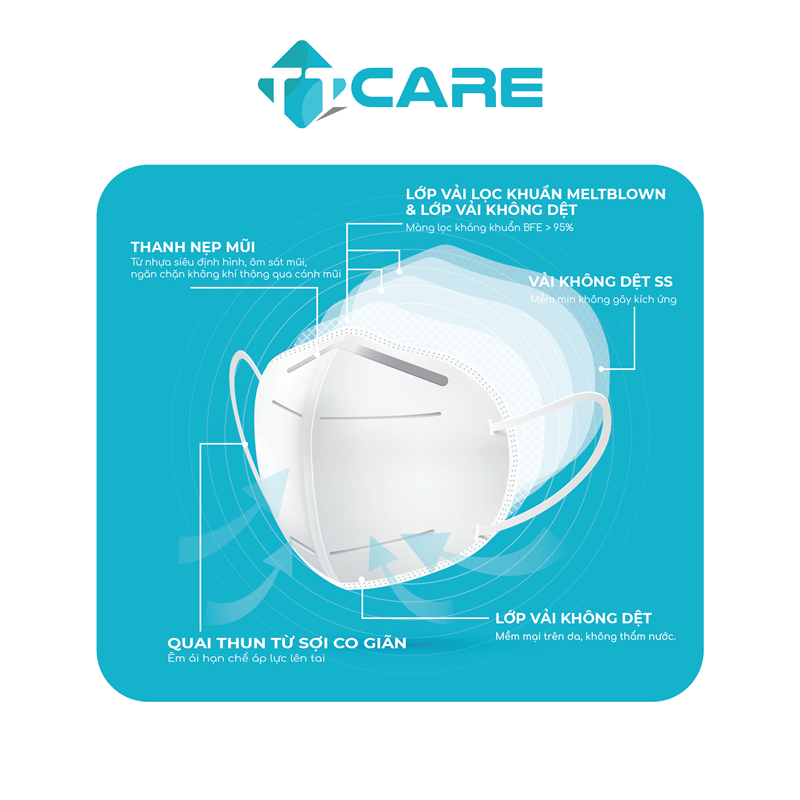 TTCARE
LỚP VẢI LỌC KHUẨN MELTBLOWN
& LỚP VẢI KHÔNG DỆT
Màng lọc kháng khuẩn BFE > 95%
THANH NẸP MŨI
Từ nhựa siêu định hình, ôm sát mũi,
ngăn chặn không khí thông qua cánh mũi
VẢI KHÔNG DỆT SS
Mềm mịn không gây kích ứng
LỚP VẢI KHÔNG DỆT
Mềm mại trên da, không thấm nước.
QUAI THUN TỪ SỢI CO GIÃN
Êm ái hạn chế áp lực lên tai